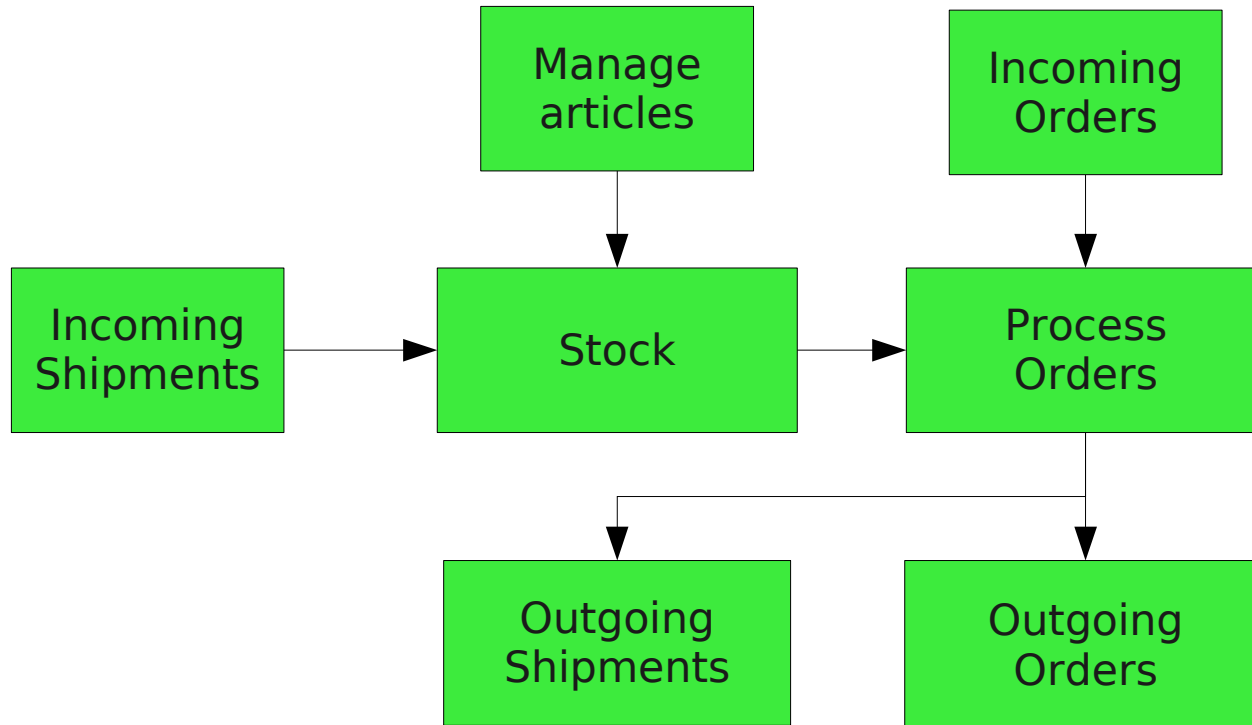 Manage
articles
Incoming
Orders
Incoming
Shipments
Stock
Process
Orders
Outgoing
Shipments
Outgoing
Orders